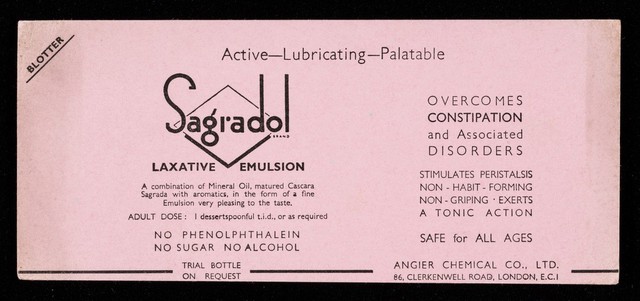 BLOTTER
Active—Lubricating—Palatable
Sagradol
BRAND
LAXATIVE EMULSION
A combination of Mineral Oil, matured Cascara
Sagrada with aromatics, in the form of a fine
Emulsion very pleasing to the taste.
ADULT DOSE: 1 dessertspoonful t.i.d., or as required
NO PHENOLPHTHALEIN
NO SUGAR NO ALCOHOL
TRIAL BOTTLE
ON REQUEST
OVERCOMES
CONSTIPATION
and Associated
DISORDERS
STIMULATES PERISTALSIS
NON - HABIT - FORMING
NON - GRIPING · EXERTS
A TONIC ACTION
SAFE for ALL AGES
ANGIER CHEMICAL CO., LTD.
86, CLERKENWELL ROAD, LONDON, E.C.1